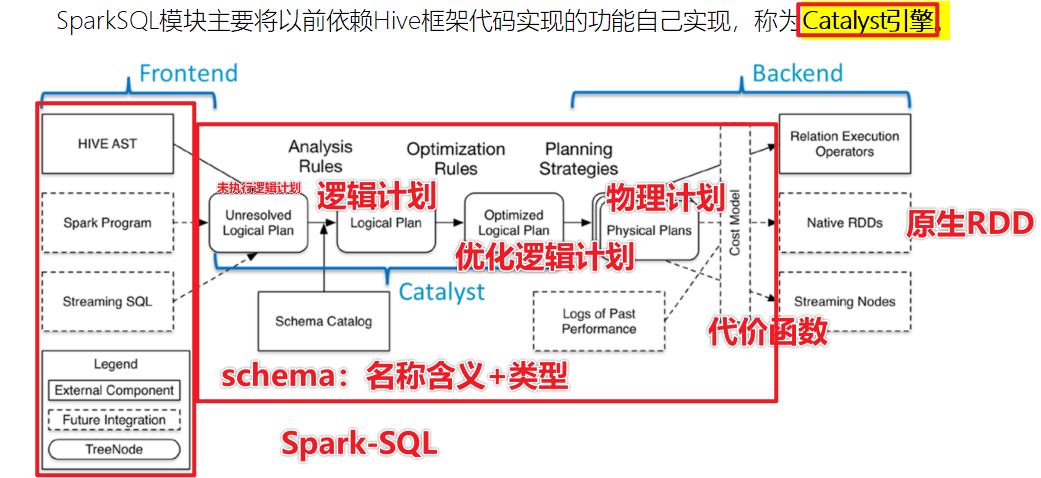 SparkSQL模块主要将以前依赖Hive框架代码实现的功能自己实现，称为Catalyst引擎。
Frontend
Backend
HIVE AST
Spark Program
Streaming SQL
Analysis
Rules
Optimization
Rules
Planning
Strategies
未执行逻辑计划
Unresolved
Logical Plan
逻辑计划
Logical Plan
Optimized
Logical Plan
优化逻辑计划
物理计划
Physical Plans
Cost Model
Relation Execution
Operators
Native RDDs
原生RDD
Streaming Nodes
Catalyst
Schema Catalog
Logs of Past
Performance
代价函数
schema：名称含义+类型
Legend
External Component
Future Integration
TreeNode
Spark-SQL